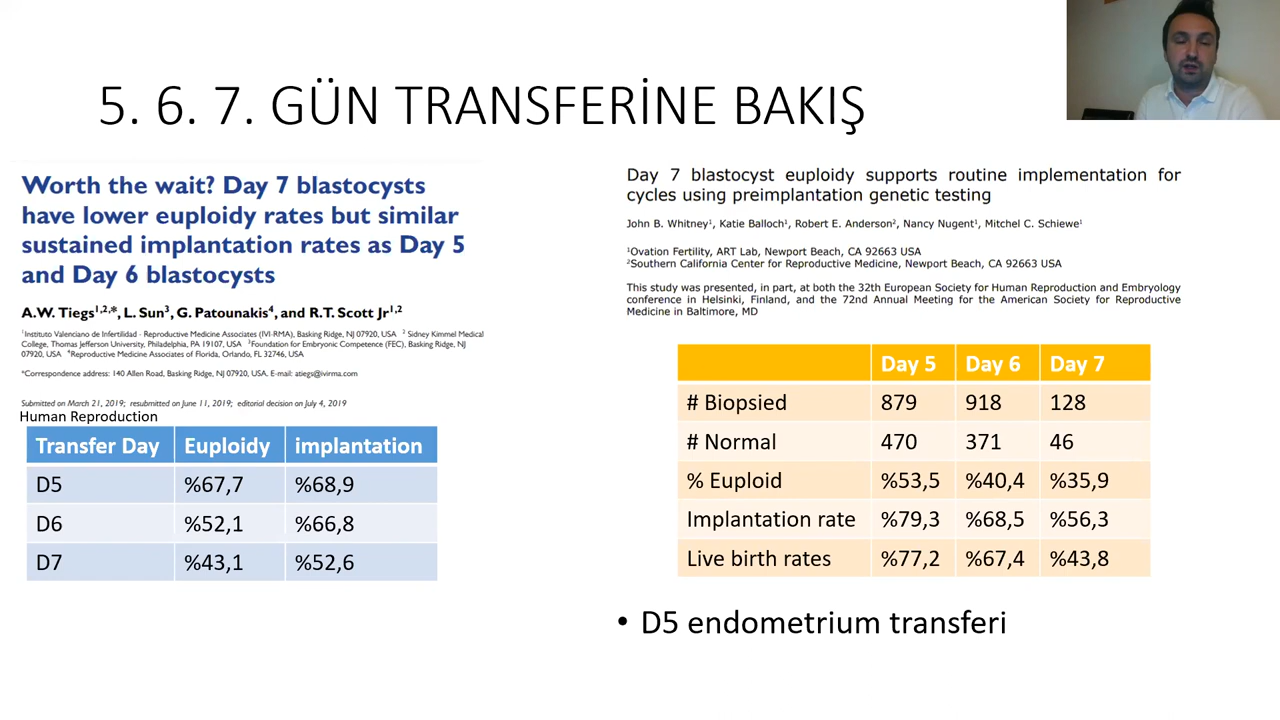 5. 6. 7. GÜN TRANSFERİNE BAKIŞ
Worth the wait? Day 7 blastocysts
have lower euploidy rates but similar
sustained implantation rates as Day 5
and Day 6 blastocysts
A.W. Tiegs1,2,*, L. Sun3, G. Patounakis4, and R.T. Scott Jr1,2
1Instituto Valenciano de Infertilidad - Reproductive Medicine Associates (IVI-RMA), Basking Ridge, NJ 07920, USA 2 Sidney Kimmel Medical
College, Thomas Jefferson University, Philadelphia, PA 19107, USA 3Foundation for Embryonic Competence (FEC), Basking Ridge, NJ
07920, USA 4Reproductive Medicine Associates of Florida, Orlando, FL 32746, USA
*Correspondence address: 140 Allen Road, Basking Ridge, NJ 07920, USA. E-mail: atiegs@ivirma.com
Submitted on March 21, 2019; resubmitted on June 11, 2019; editorial decision on July 4, 2019
Human Reproduction
Transfer Day Euploidy implantation
D5 %67,7 %68,9
D6 %52,1 %66,8
D7 %43,1 %52,6
Day 7 blastocyst euploidy supports routine implementation for
cycles using preimplantation genetic testing
John B. Whitney1, Katie Balloch1, Robert E. Anderson2, Nancy Nugent1, Mitchel C. Schiewe1
1Ovation Fertility, ART Lab, Newport Beach, CA 92663 USA
2Southern California Center for Reproductive Medicine, Newport Beach, CA 92663 USA
This study was presented, in part, at both the 32th European Society for Human Reproduction and Embryology
conference in Helsinki, Finland, and the 72nd Annual Meeting for the American Society for Reproductive
Medicine in Baltimore, MD
Day 5 Day 6 Day 7
# Biopsied 879 918 128
# Normal 470 371 46
% Euploid %53,5 %40,4 %35,9
Implantation rate %79,3 %68,5 %56,3
Live birth rates %77,2 %67,4 %43,8
• D5 endometrium transferi